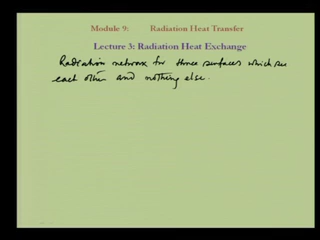 Module 9: Radiation Heat Transfer
Lecture 3: Radiation Heat Exchange
Radiation network for three surfaces which see
each other and nothing else.